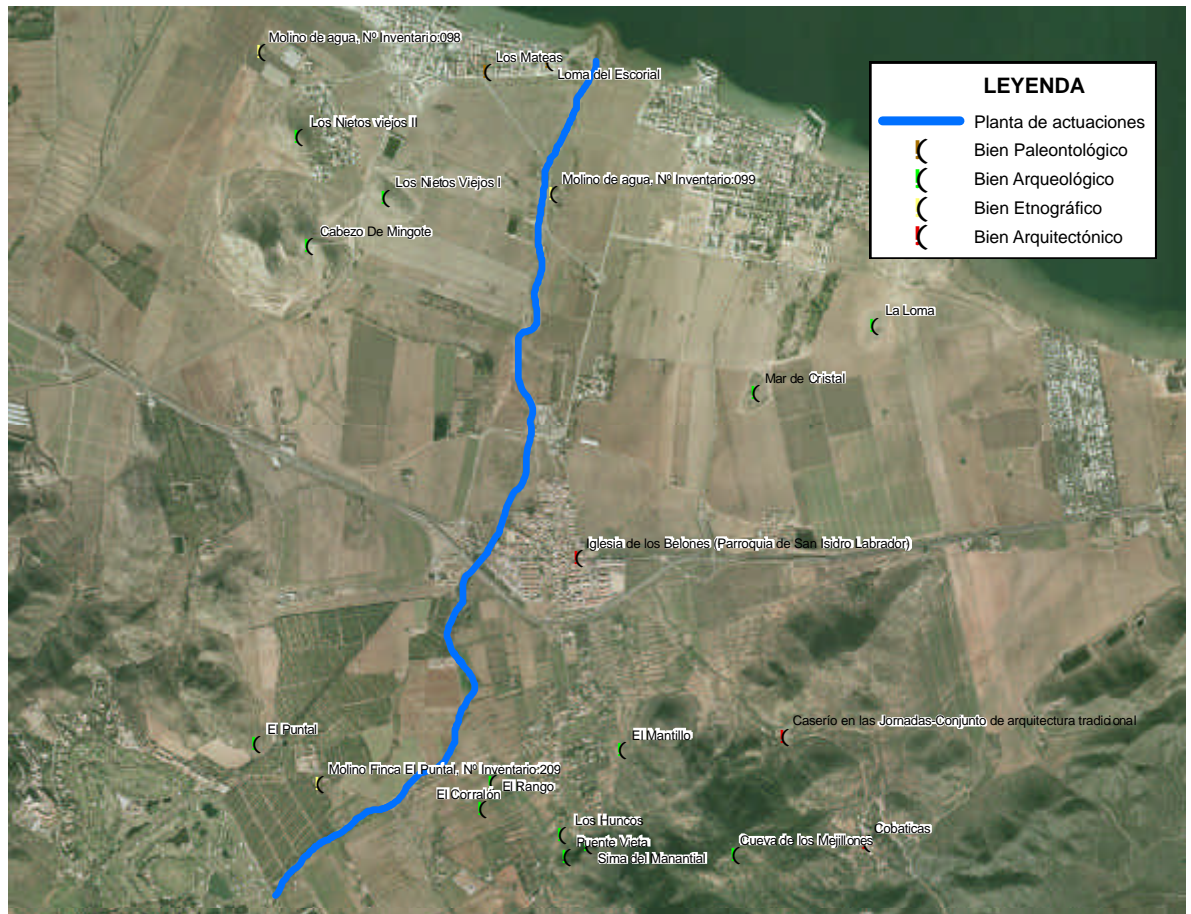 Molino de agua, Nº Inventario:098
Los Mateas
Loma del Escorial
LEYENDA
Planta de actuaciones
Bien Paleontológico
Bien Arqueológico
Bien Etnográfico
Bien Arquitectónico
Los Nietos viejos II
Los Nietos Viejos I
Molino de agua, Nº Inventario:099
Cabezo De Mingote
La Loma
Mar de Cristal
Iglesia de los Belones (Parroquia de San Isidro Labrador)
Caserío en las Jornadas-Conjunto de arquitectura tradicional
El Puntal
El Mantillo
Molino Finca El Puntal, Nº Inventario:209
El Rango
El Corralón
Los Huncos
Cobaticas
Puente Vieta
Cueva de los Mejillones
Sima del Manantial